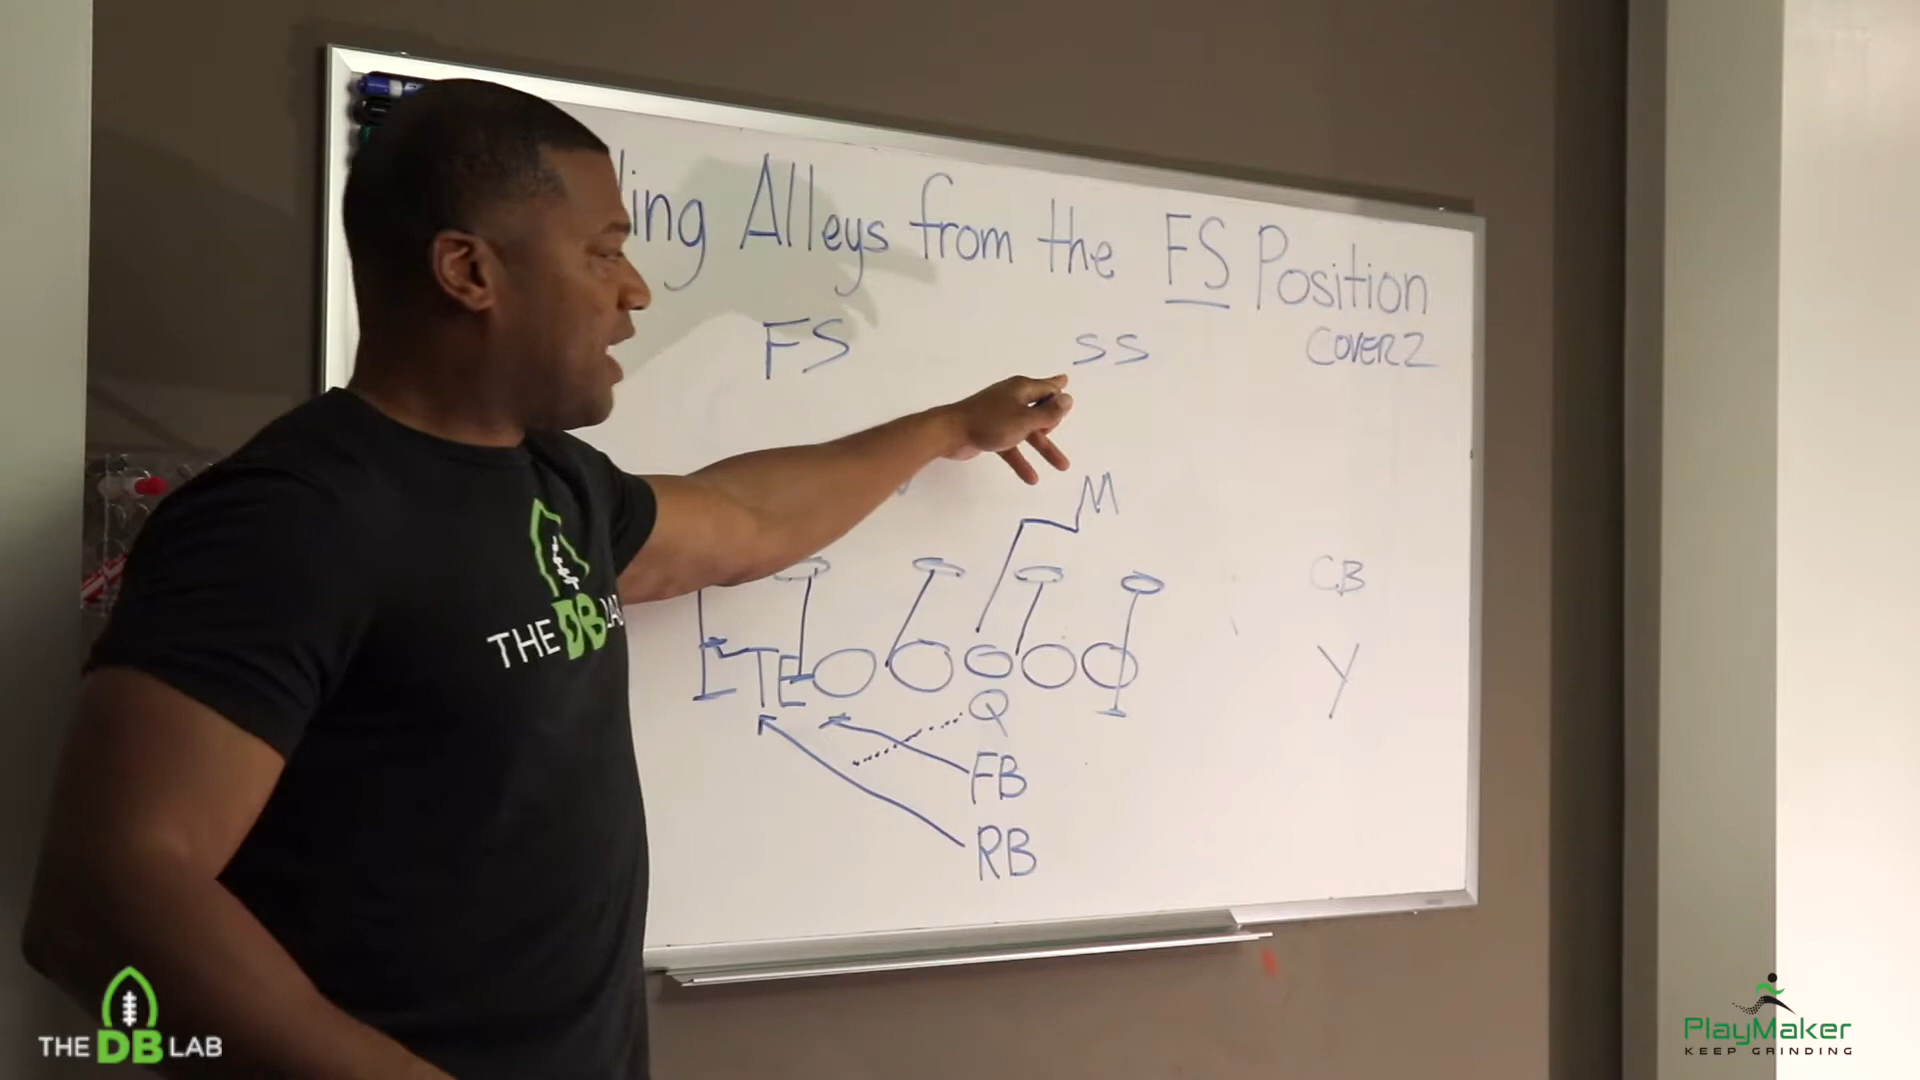 ling Alleys from the FS Position
FS SS COVER 2
M
CB
TE Y
Q
FB
RB
THE DB LAB
THE DB LAB
PlayMaker
KEEP GRINDING